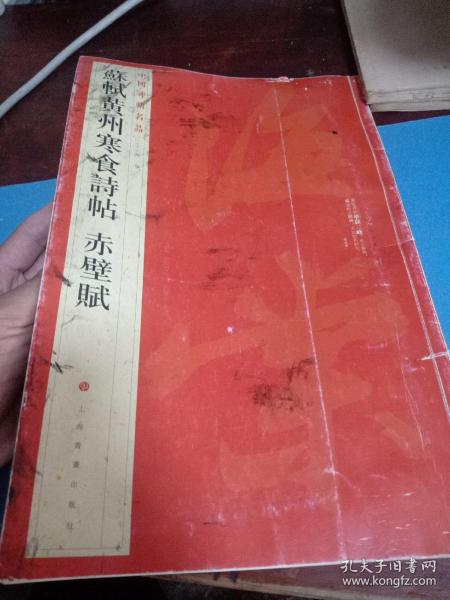 中國碑帖名品
蘇軾黄州寒食詩帖 赤壁賦
上海書畫出版社
孔夫子旧书网
www.kongfz.com